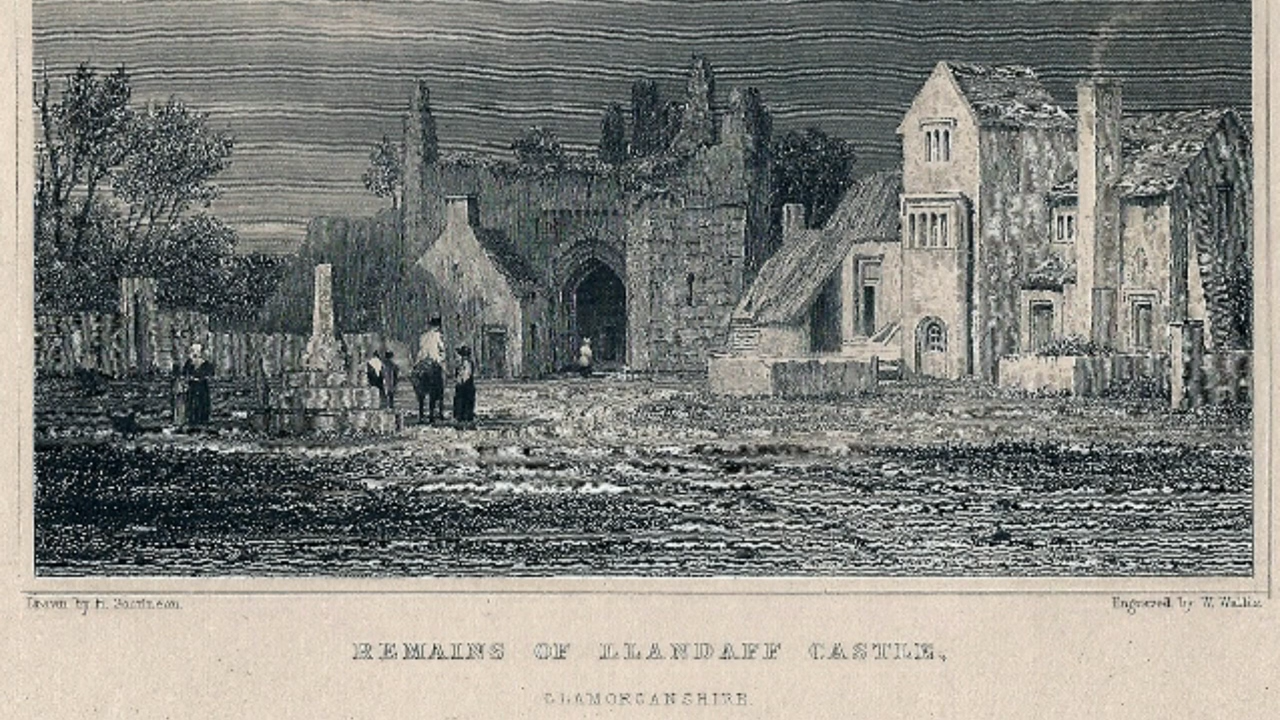 Drawn by H. Gastineau.
Engraved by W. Wallis.
REMAINS OF LLANDAFF CASTLE,
GLAMORGANSHIRE.